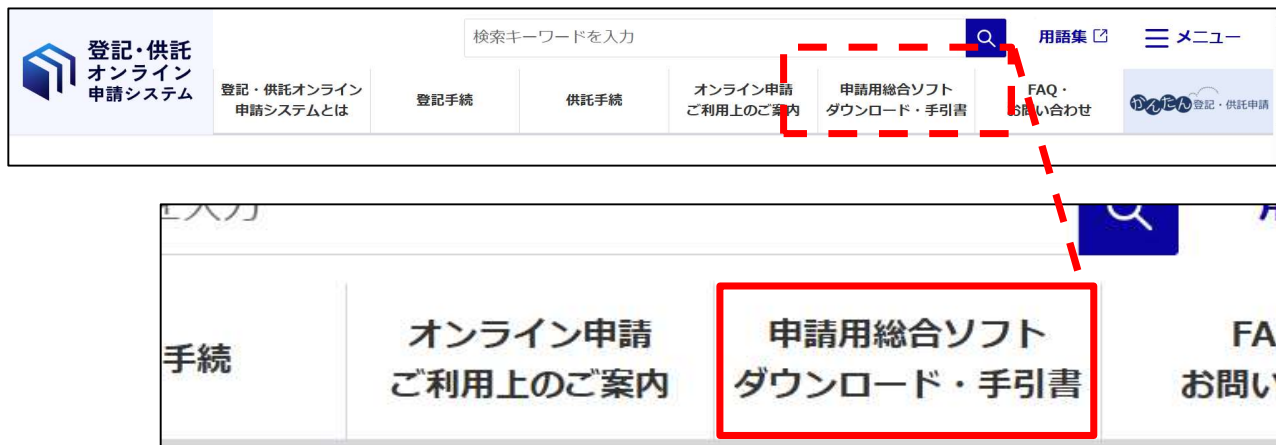 登記・供託
オンライン
申請システム
検索キーワードを入力
用語集
メニュー
登記・供託オンライン
申請システムとは
登記手続
供託手続
オンライン申請
ご利用上のご案内
申請用総合ソフト
ダウンロード・手引書
FAQ・
お問い合わせ
かんたん登記・供託申請
入力
手続
オンライン申請
ご利用上のご案内
申請用総合ソフト
ダウンロード・手引書
FA
お問い